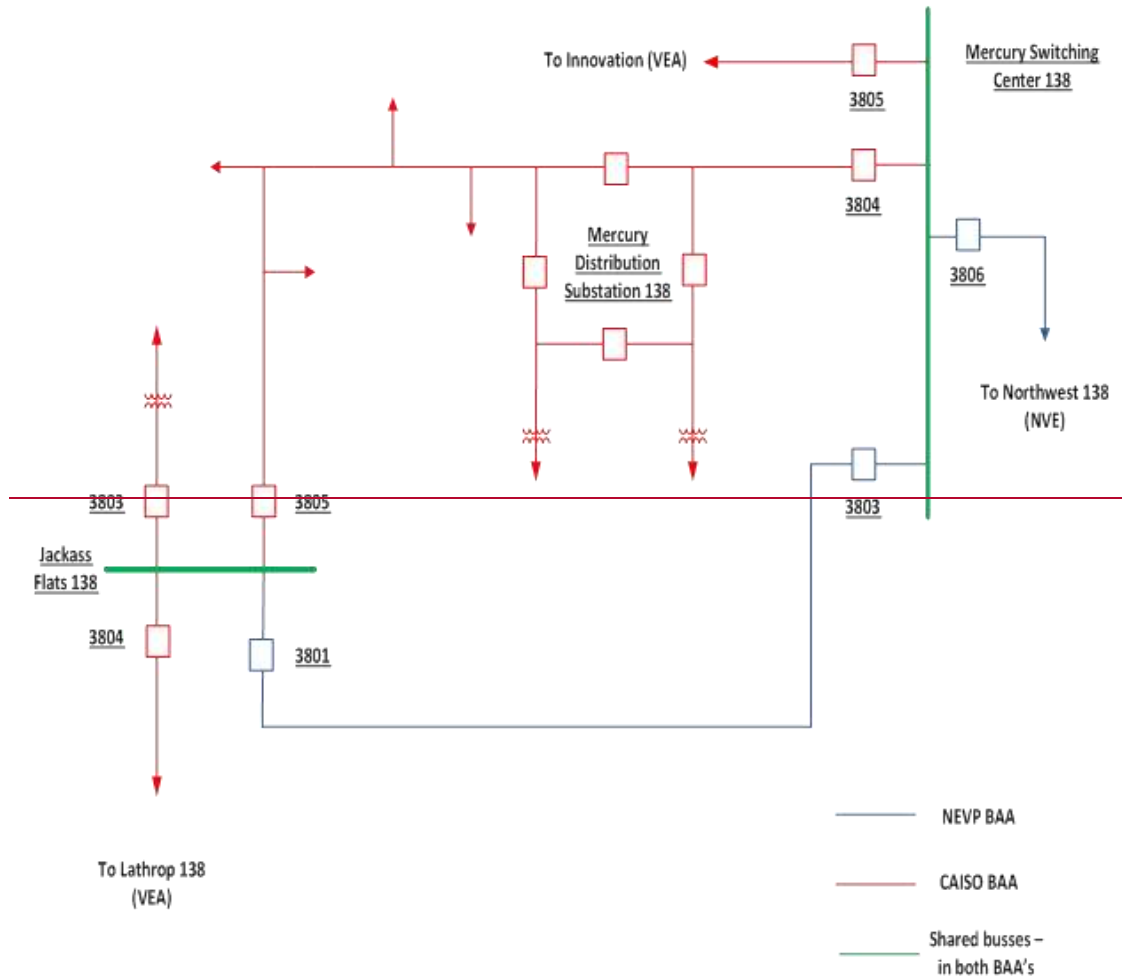 To Innovation (VEA)
3805
Mercury Switching
Center 138
3804
Mercury
Distribution
Substation 138
3806
To Northwest 138
(NVE)
3803
3803
3805
Jackass
Flats 138
3804
3801
To Lathrop 138
(VEA)
NEVP BAA
CAISO BAA
Shared busses –
in both BAA's